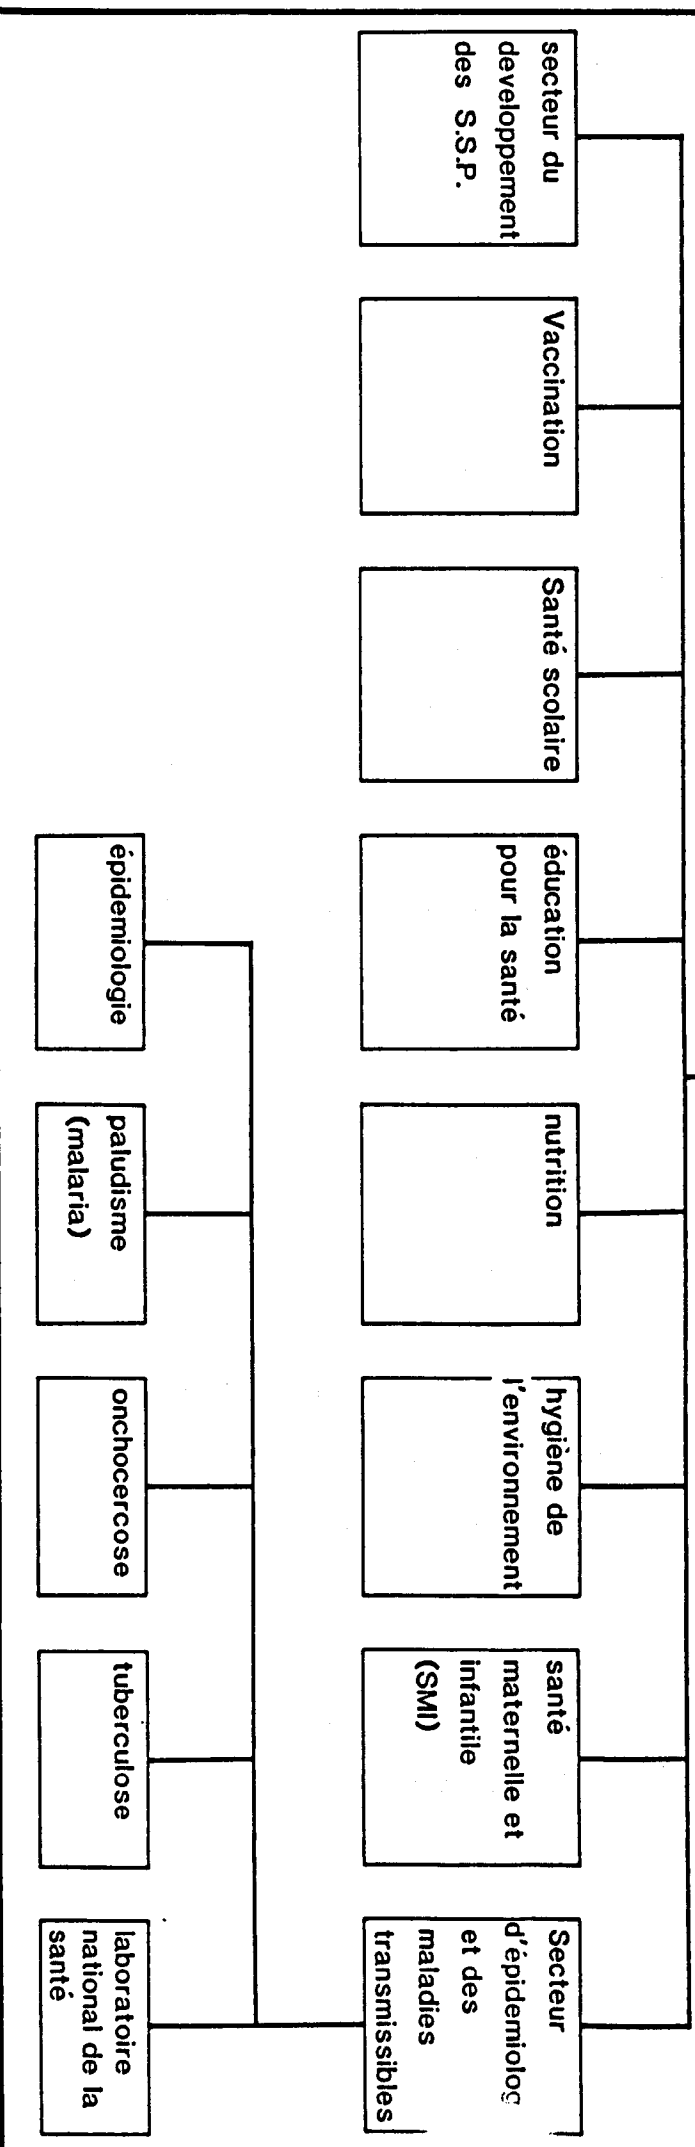 secteur du
developpement
des S.S.P.
Vaccination
Santé scolaire
éducation
pour la santé
nutrition
hygiène de
l'environnement
santé
maternelle et
infantile
(SMI)
Secteur
d'épidemiolog
et des
maladies
transmissibles
épidemiologie
paludisme
(malaria)
onchocercose
tuberculose
laboratoire
national de la
santé